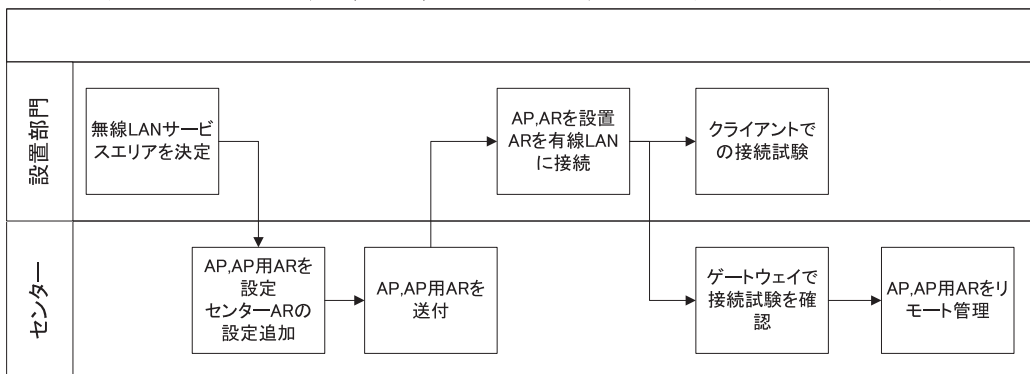 設置部門
無線LANサービ
スエリアを決定
AP,ARを設置
ARを有線LAN
に接続
クライアントで
の接続試験
センター
AP,AP用ARを
設定
センターARの
設定追加
AP,AP用ARを
送付
ゲートウェイで
接続試験を確
認
AP,AP用ARをリ
モート管理